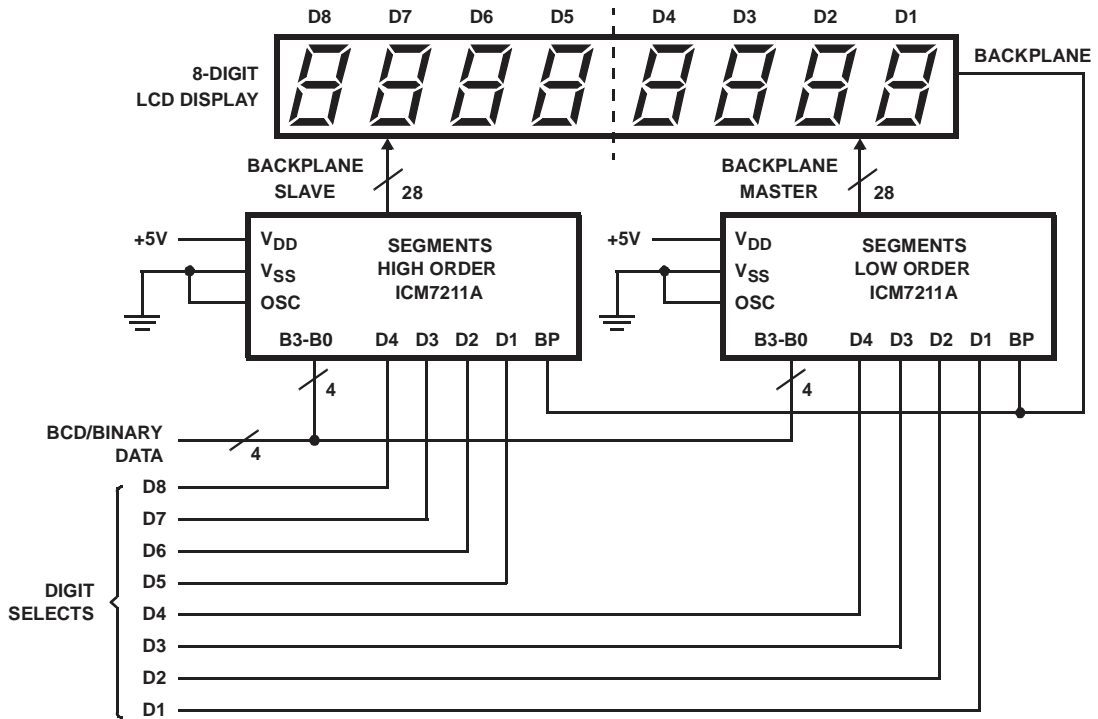 D8 D7 D6 D5 D4 D3 D2 D1
BACKPLANE
8-DIGIT
LCD DISPLAY
BACKPLANE
SLAVE
28
BACKPLANE
MASTER
28
+5V
VDD
VSS
OSC
SEGMENTS
HIGH ORDER
ICM7211A
B3-B0 D4 D3 D2 D1 BP
4
+5V
VDD
VSS
OSC
SEGMENTS
LOW ORDER
ICM7211A
B3-B0 D4 D3 D2 D1 BP
4
BCD/BINARY
DATA
4
DIGIT
SELECTS
D8
D7
D6
D5
D4
D3
D2
D1